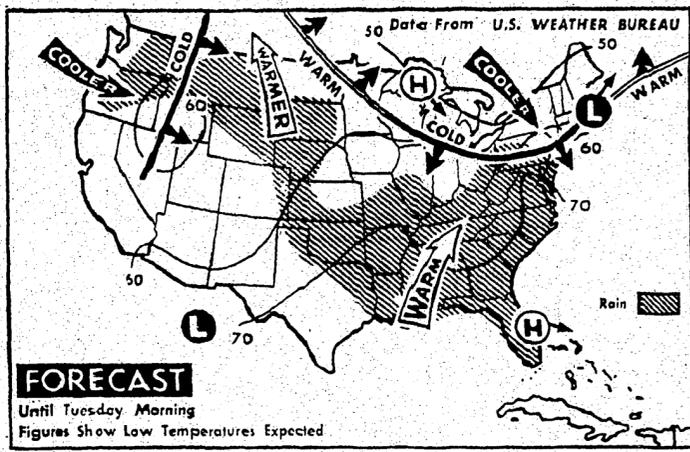 50 Data From U.S. WEATHER BUREAU
50
COOLER
COLD
WARMER
WARM
H
COOLER
WARM
L
COLD
60
60
70
50
WARM
Rain
L
70
H
FORECAST
Until Tuesday Morning
Figures Show Low Temperatures Expected